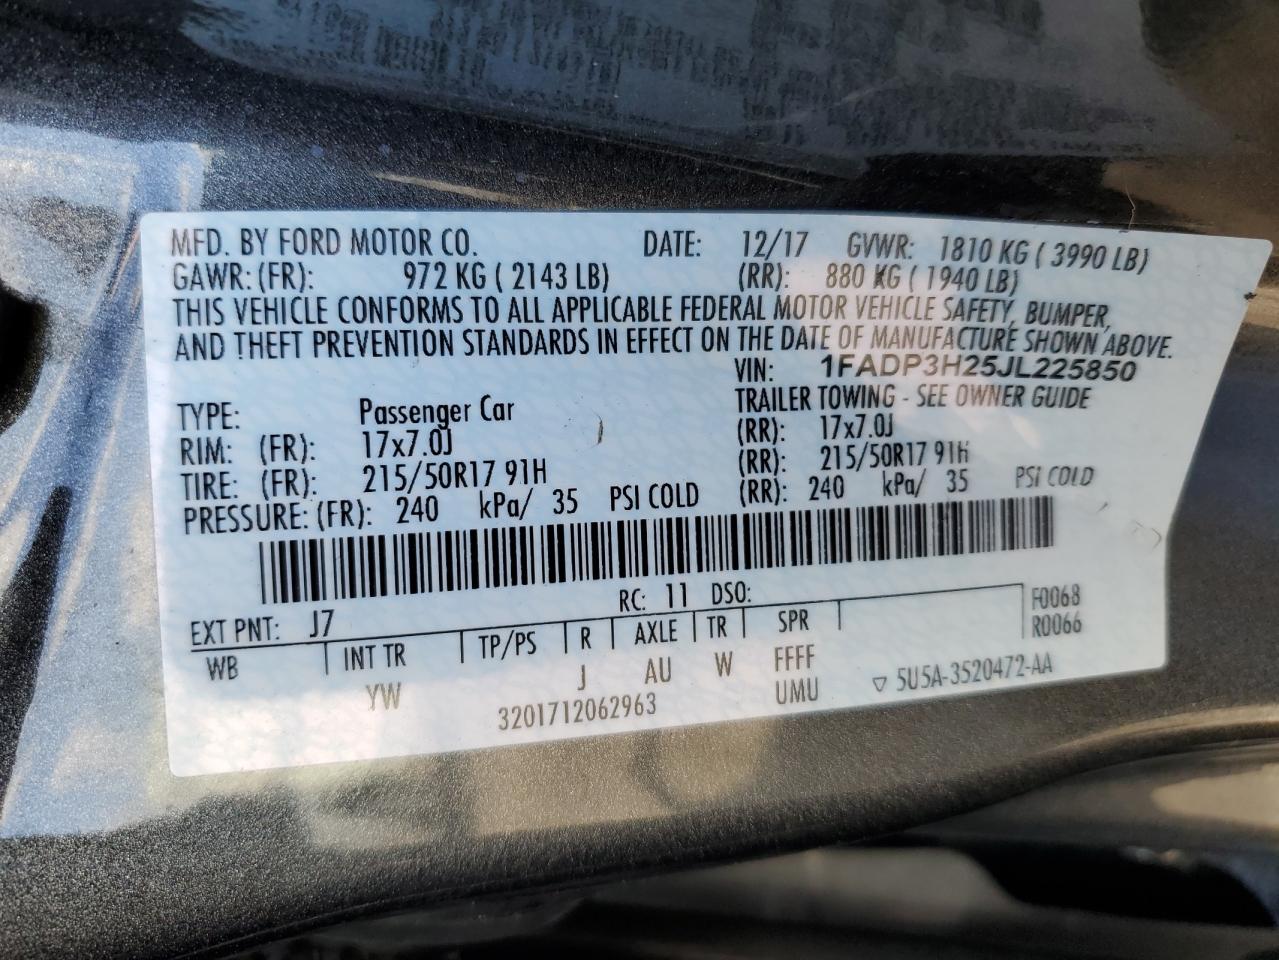 MFD. BY FORD MOTOR CO. DATE: 12/17 GVWR: 1810 KG ( 3990 LB)
GAWR: (FR): 972 KG ( 2143 LB) (RR): 880 KG ( 1940 LB)
THIS VEHICLE CONFORMS TO ALL APPLICABLE FEDERAL MOTOR VEHICLE SAFETY, BUMPER,
AND THEFT PREVENTION STANDARDS IN EFFECT ON THE DATE OF MANUFACTURE SHOWN ABOVE.
VIN: 1FADP3H25JL225850
TYPE: Passenger Car TRAILER TOWING - SEE OWNER GUIDE
RIM: (FR): 17x7.0J (RR): 17x7.0J
TIRE: (FR): 215/50R17 91H (RR): 215/50R17 91H
PRESSURE: (FR): 240 kPa/ 35 PSI COLD (RR): 240 kPa/ 35 PSI COLD
EXT PNT: J7 RC: 11 DSO: F0068
WB INT TR TP/PS R AXLE TR SPR R0066
YW J AU W FFFF
3201712062963 UMU ▽ 5U5A-3520472-AA